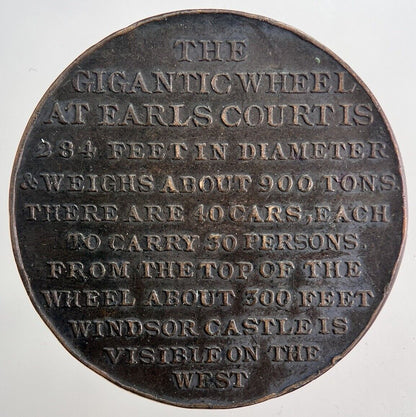 THE
GIGANTIC WHEEL
AT EARLS COURT IS
284 FEET IN DIAMETER
& WEIGHS ABOUT 900 TONS.
THERE ARE 40 CARS, EACH
TO CARRY 30 PERSONS,
FROM THE TOP OF THE
WHEEL ABOUT 300 FEET
WINDSOR CASTLE IS
VISIBLE ON THE
WEST